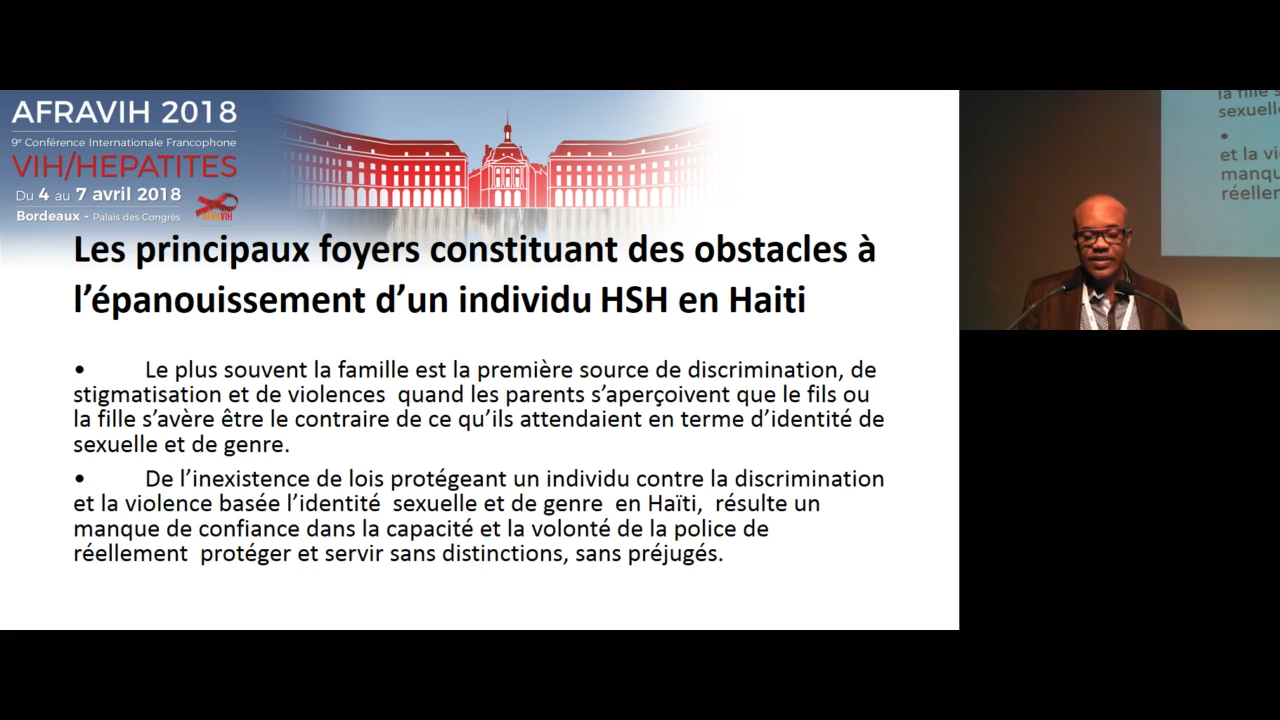 AFRAVIH 2018
9e Conférence Internationale Francophone
VIH/HEPATITES
Du 4 au 7 avril 2018
Bordeaux - Palais des Congrès
AFRAVIH
Les principaux foyers constituant des obstacles à
l’épanouissement d’un individu HSH en Haiti
• Le plus souvent la famille est la première source de discrimination, de
stigmatisation et de violences quand les parents s’aperçoivent que le fils ou
la fille s’avère être le contraire de ce qu’ils attendaient en terme d’identité de
sexuelle et de genre.
• De l’inexistence de lois protégeant un individu contre la discrimination
et la violence basée l’identité sexuelle et de genre en Haïti, résulte un
manque de confiance dans la capacité et la volonté de la police de
réellement protéger et servir sans distinctions, sans préjugés.
la fille s
sexuelle
•
et la vi
manqu
réeller